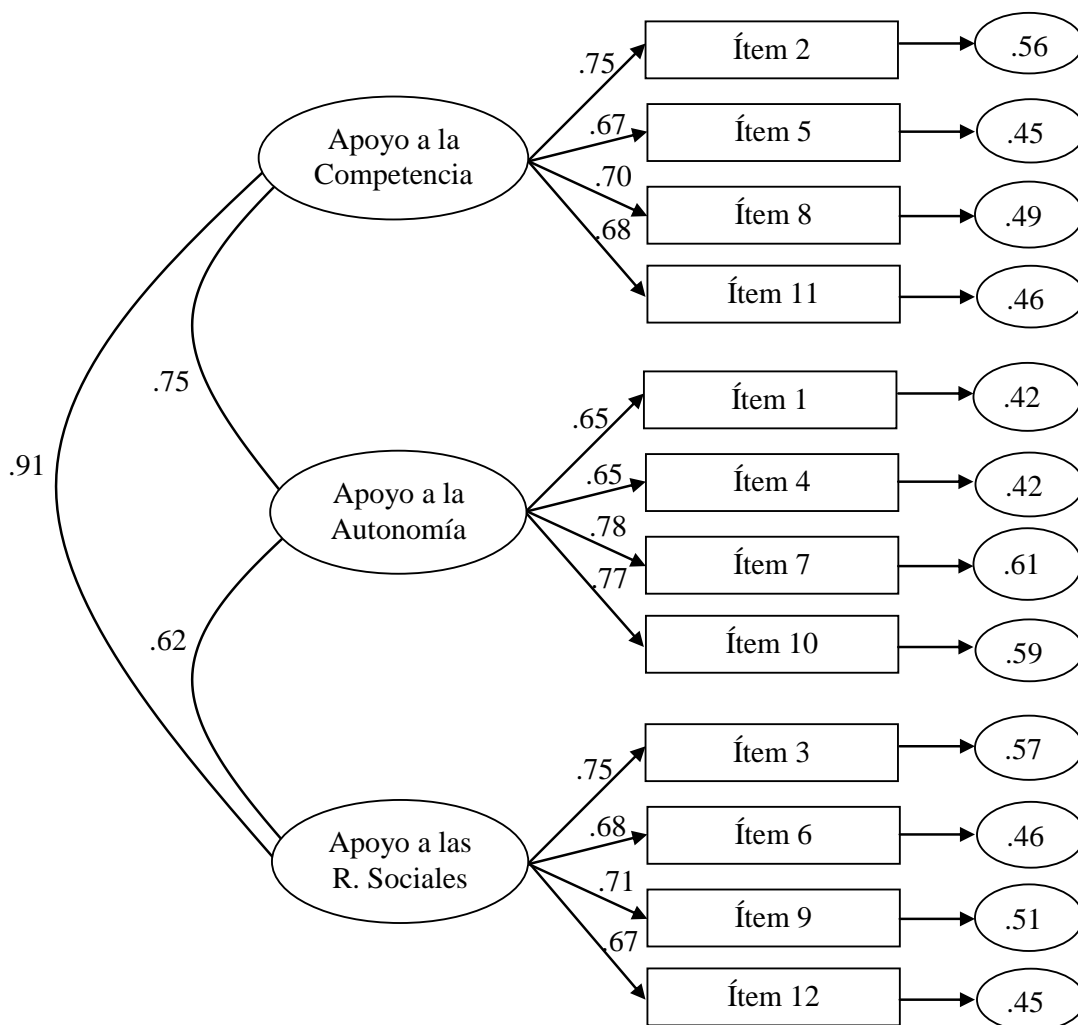 Apoyo a la
Competencia
.75
Ítem 2
.56
.67
Ítem 5
.45
.70
Ítem 8
.49
.68
Ítem 11
.46
.75
.91
Apoyo a la
Autonomía
.65
Ítem 1
.42
.65
Ítem 4
.42
.78
Ítem 7
.61
.77
Ítem 10
.59
.62
Apoyo a las
R. Sociales
.75
Ítem 3
.57
.68
Ítem 6
.46
.71
Ítem 9
.51
.67
Ítem 12
.45